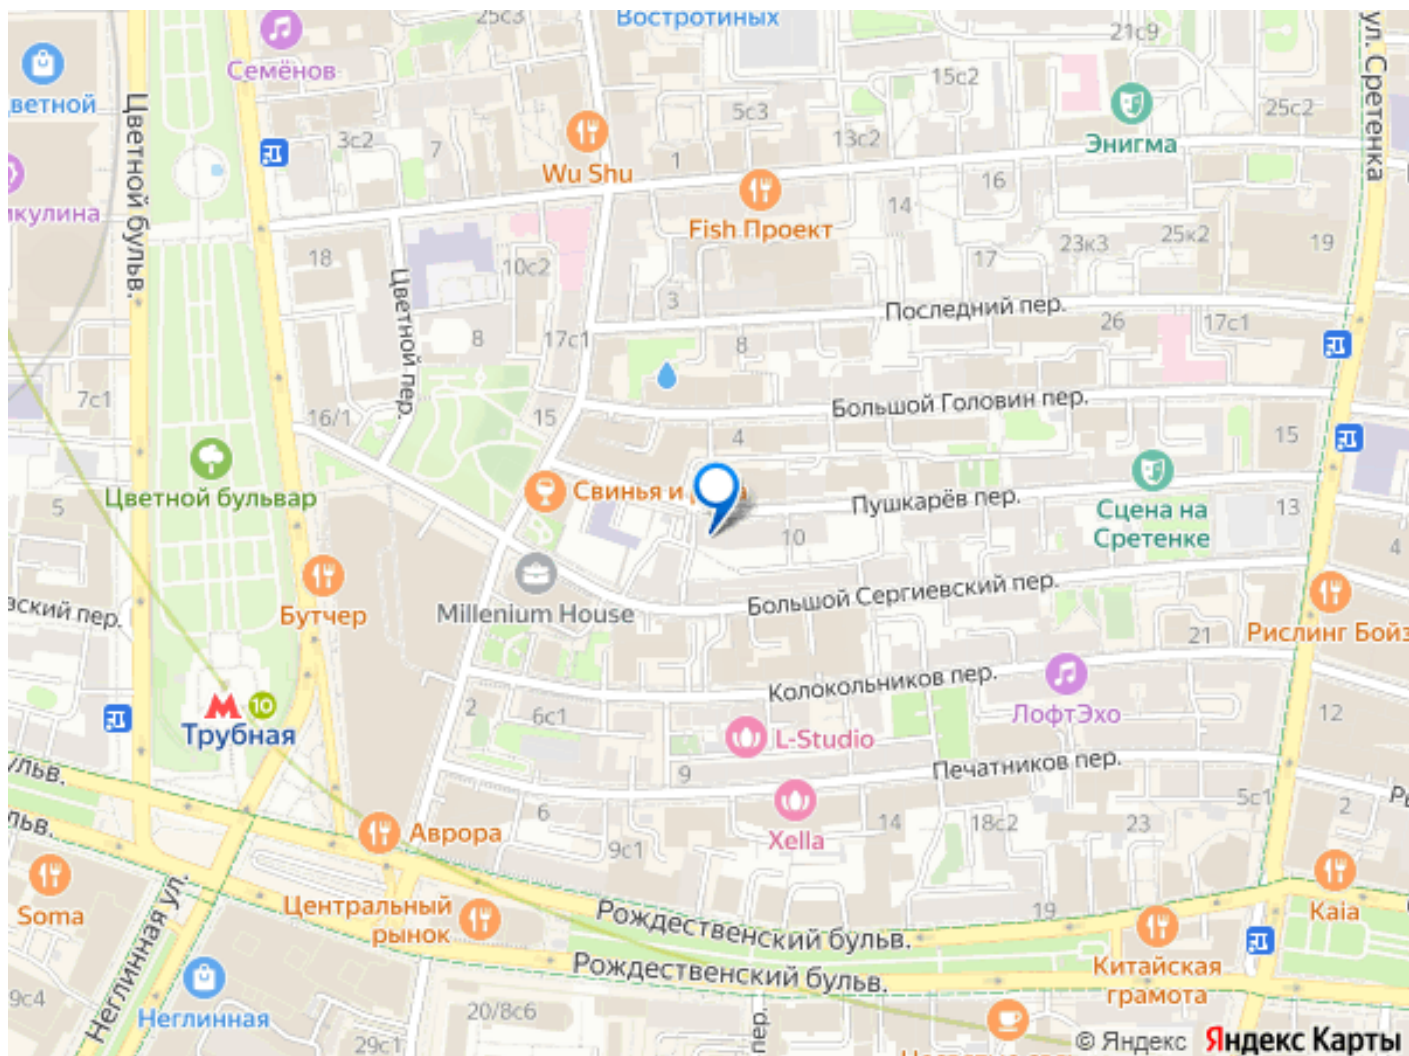 25с3
Востротиных
21с9
ул. Сретенка
Семёнов
15с2
ветной
5с3
25с2
Цветной бульв.
3с2
7
13с2
Энигма
Wu Shu
1
16
14
Fish Проект
икулина
18
10с2
23к3
25к2
19
17
Цветной пер.
3
Последний пер.
26
17с1
8
17с1
8
7с1
16/1
15
Большой Головин пер.
4
15
Цветной бульвар
Свинья и
Пушкарёв пер.
Сцена на
Сретенке
13
5
10
4
Millenium House
Большой Сергиевский пер.
Бутчер
вский пер.
21
Рислинг Бойз
Колокольников пер.
10
Трубная
2
6с1
ЛофтЭхо
12
L-Studio
9
Печатников пер.
ульв.
6
5с1
2
Xella
14
18с2
23
Аврора
9с1
Soma
Неглинная ул.
Центральный
рынок
Рождественский бульв.
19
Kaia
Рождественский бульв.
Китайская
грамота
9с4
Неглинная
20/8с6
29с1
пер.
© Яндекс Яндекс Карты